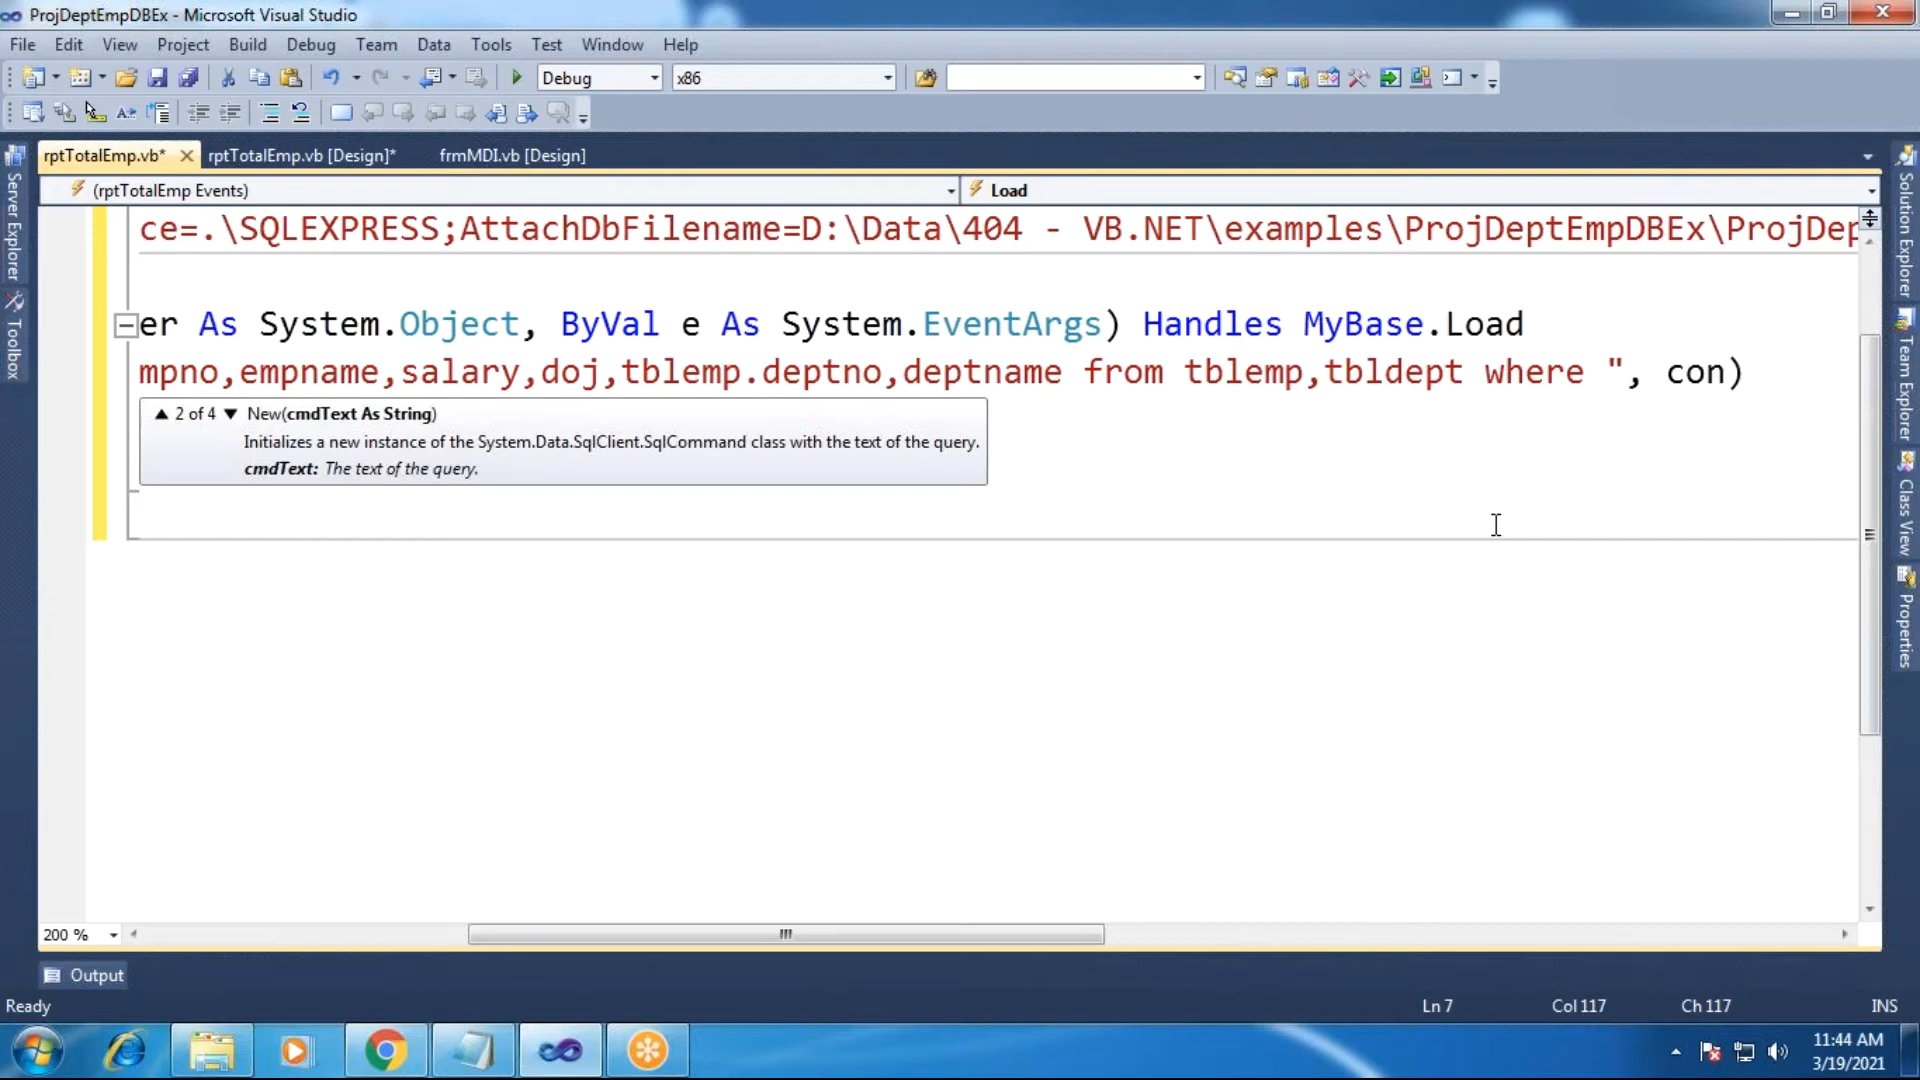 ProjDeptEmpDBEx - Microsoft Visual Studio
File Edit View Project Build Debug Team Data Tools Test Window Help
Debug x86
rptTotalEmp.vb* rptTotalEmp.vb [Design]* frmMDI.vb [Design]
(rptTotalEmp Events) Load
Server Explorer
Toolbox
Solution Explorer
Team Explorer
Class View
Properties
ce=.\SQLEXPRESS;AttachDbFilename=D:\Data\404 - VB.NET\examples\ProjDeptEmpDBEx\ProjDep
er As System.Object, ByVal e As System.EventArgs) Handles MyBase.Load
mpno,empname,salary,doj,tblemp.deptno,deptname from tblemp,tbldept where ", con)
▲ 2 of 4 ▼ New(cmdText As String)
Initializes a new instance of the System.Data.SqlClient.SqlCommand class with the text of the query.
cmdText: The text of the query.
200 %
Output
Ready Ln 7 Col 117 Ch 117 INS
11:44 AM
3/19/2021